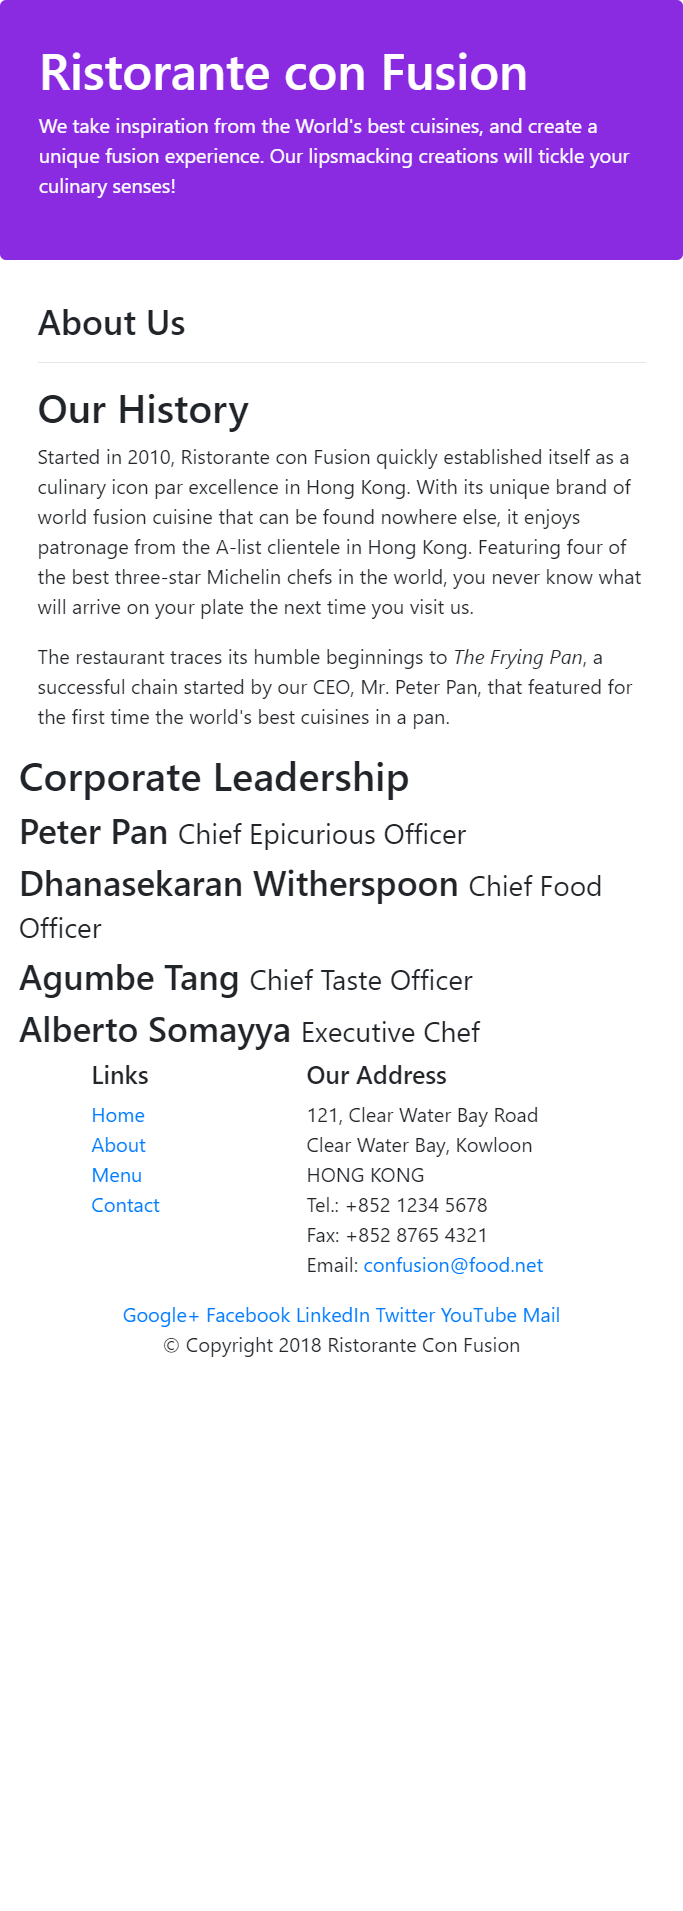 Ristorante con Fusion
We take inspiration from the World's best cuisines, and create a
unique fusion experience. Our lipsmacking creations will tickle your
culinary senses!
About Us
Our History
Started in 2010, Ristorante con Fusion quickly established itself as a
culinary icon par excellence in Hong Kong. With its unique brand of
world fusion cuisine that can be found nowhere else, it enjoys
patronage from the A-list clientele in Hong Kong. Featuring four of
the best three-star Michelin chefs in the world, you never know what
will arrive on your plate the next time you visit us.
The restaurant traces its humble beginnings to The Frying Pan, a
successful chain started by our CEO, Mr. Peter Pan, that featured for
the first time the world's best cuisines in a pan.
Corporate Leadership
Peter Pan Chief Epicurious Officer
Dhanasekaran Witherspoon Chief Food
Officer
Agumbe Tang Chief Taste Officer
Alberto Somayya Executive Chef
Links
Home
About
Menu
Contact
Our Address
121, Clear Water Bay Road
Clear Water Bay, Kowloon
HONG KONG
Tel.: +852 1234 5678
Fax: +852 8765 4321
Email: confusion@food.net
Google+ Facebook LinkedIn Twitter YouTube Mail
© Copyright 2018 Ristorante Con Fusion